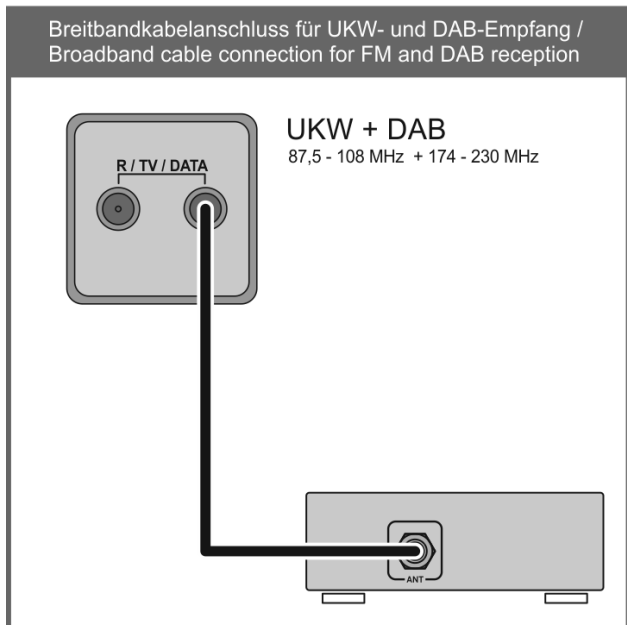 Breitbandkabelanschluss für UKW- und DAB-Empfang /
Broadband cable connection for FM and DAB reception
UKW + DAB
87,5 - 108 MHz + 174 - 230 MHz
R / TV / DATA
ANT